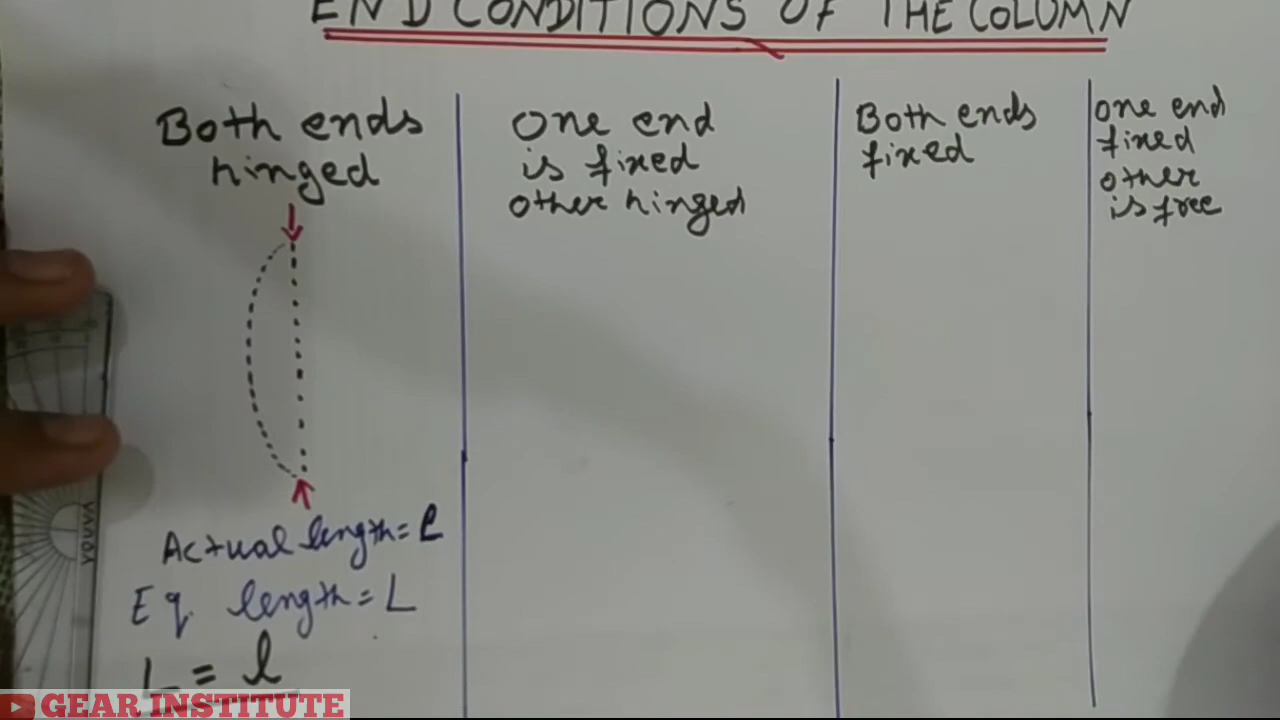 END CONDITIONS OF THE COLUMN
Both ends
hinged
One end
is fixed
other hinged
Both ends
fixed
One end
fixed
other
is free
Actual length = l
Eq. length = L
L = l
VANDY
GEAR INSTITUTE